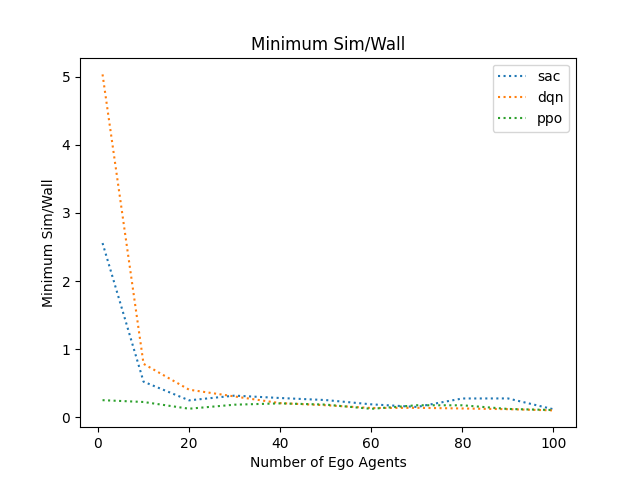 Minimum Sim/Wall
sac
dqn
ppo
Minimum Sim/Wall
5
4
3
2
1
0
0 20 40 60 80 100
Number of Ego Agents